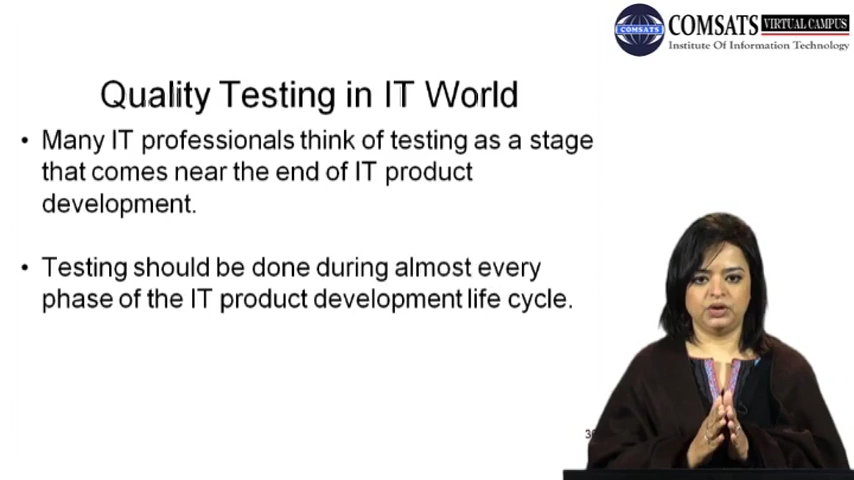 COMSATS VIRTUAL CAMPUS
Institute Of Information Technology
COMSATS
Quality Testing in IT World
• Many IT professionals think of testing as a stage
that comes near the end of IT product
development.
• Testing should be done during almost every
phase of the IT product development life cycle.